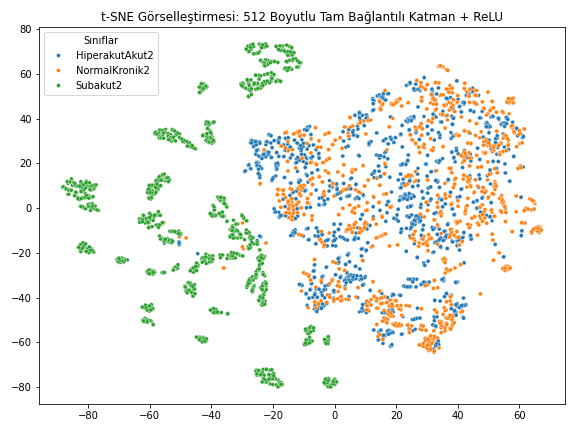 t-SNE Görselleştirmesi: 512 Boyutlu Tam Bağlantılı Katman + ReLU
Sınıflar
HiperakutAkut2
NormalKronik2
Subakut2
80
60
40
20
0
−20
−40
−60
−80
−80 −60 −40 −20 0 20 40 60